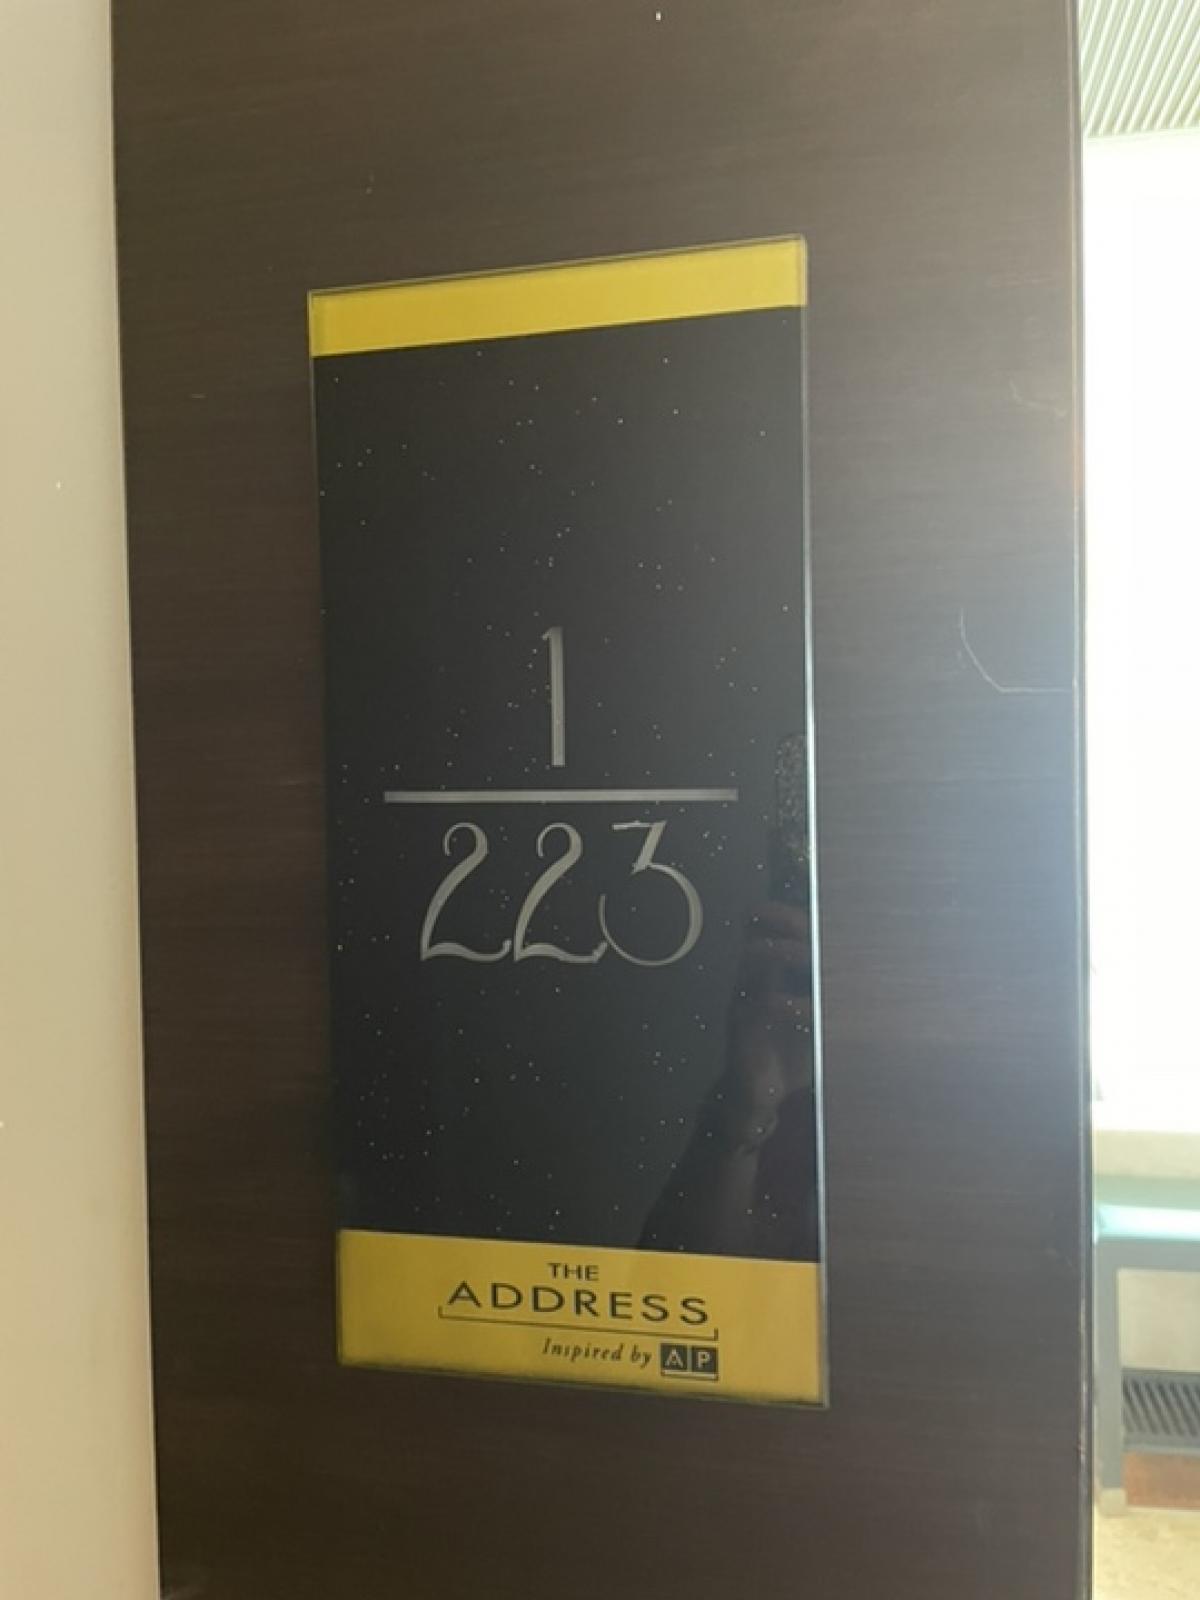 1
223
THE
ADDRESS
Inspired by AP